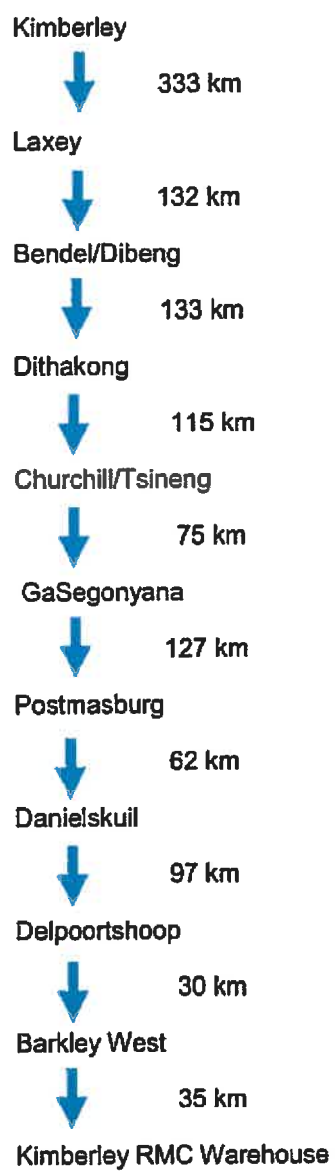 Kimberley
333 km
Laxey
132 km
Bendel/Dibeng
133 km
Dithakong
115 km
Churchill/Tsineng
75 km
GaSegonyana
127 km
Postmasburg
62 km
Danielskuil
97 km
Delpoortshoop
30 km
Barkley West
35 km
Kimberley RMC Warehouse